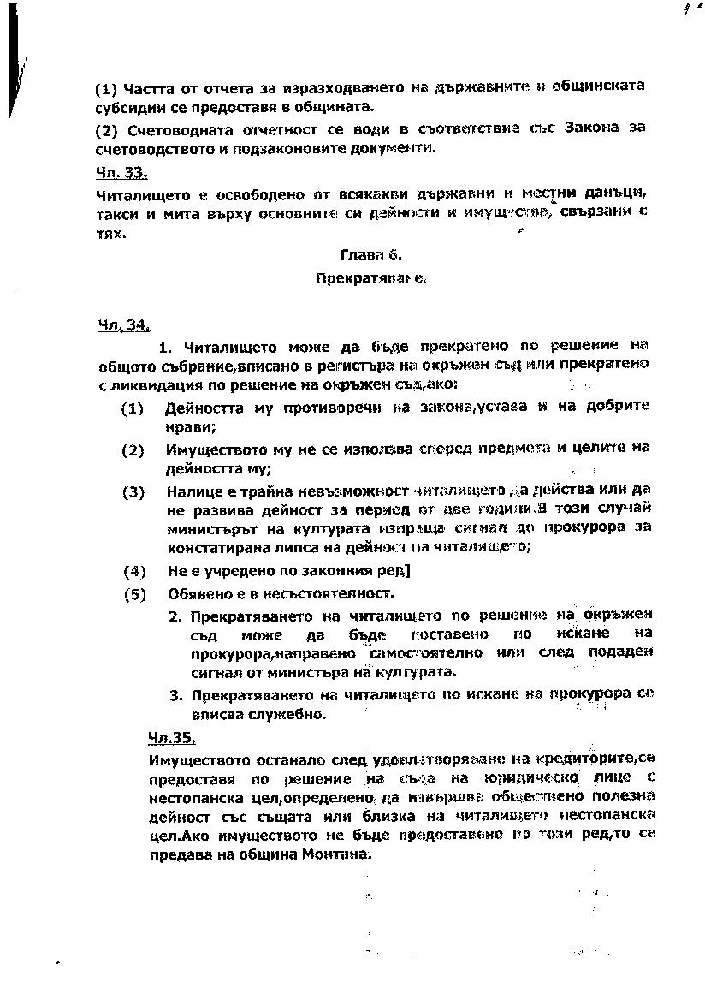 (1) Частта от отчета за изразходването на държавните и общинската
субсидии се предоставя в общината.
(2) Счетоводната отчетност се води в съответствие със Закона за
счетоводството и подзаконовите документи.
Чл. 33.
Читалището е освободено от всякакви държавни и местни данъци,
такси и мита върху основните си дейности и имущества, свързани с
тях.
Глава 6.
Прекратяване.
Чл. 34.
1. Читалището може да бъде прекратено по решение на
общото събрание,вписано в регистъра на окръжен съд или прекратено
с ликвидация по решение на окръжен съд,ако:
(1) Дейността му противоречи на закона,устава и на добрите
нрави;
(2) Имуществото му не се използва според предмета и целите на
дейността му;
(3) Налице е трайна невъзможност читалището да действа или да
не развива дейност за период от две години.В този случай
министърът на културата изпраща сигнал до прокурора за
констатирана липса на дейност на читалището;
(4) Не е учредено по законния ред]
(5) Обявено е в несъстоятелност.
2. Прекратяването на читалището по решение на окръжен
съд може да бъде поставено по искане на
прокурора,направено самостоятелно или след подаден
сигнал от министъра на културата.
3. Прекратяването на читалището по искане на прокурора се
вписва служебно.
Чл.35.
Имуществото останало след удовлетворяване на кредиторите,се
предоставя по решение на съда на юридическо лице с
нестопанска цел,определено да извършва обществено полезна
дейност със същата или близка на читалището нестопанска
цел.Ако имуществото не бъде предоставено по този ред,то се
предава на община Монтана.